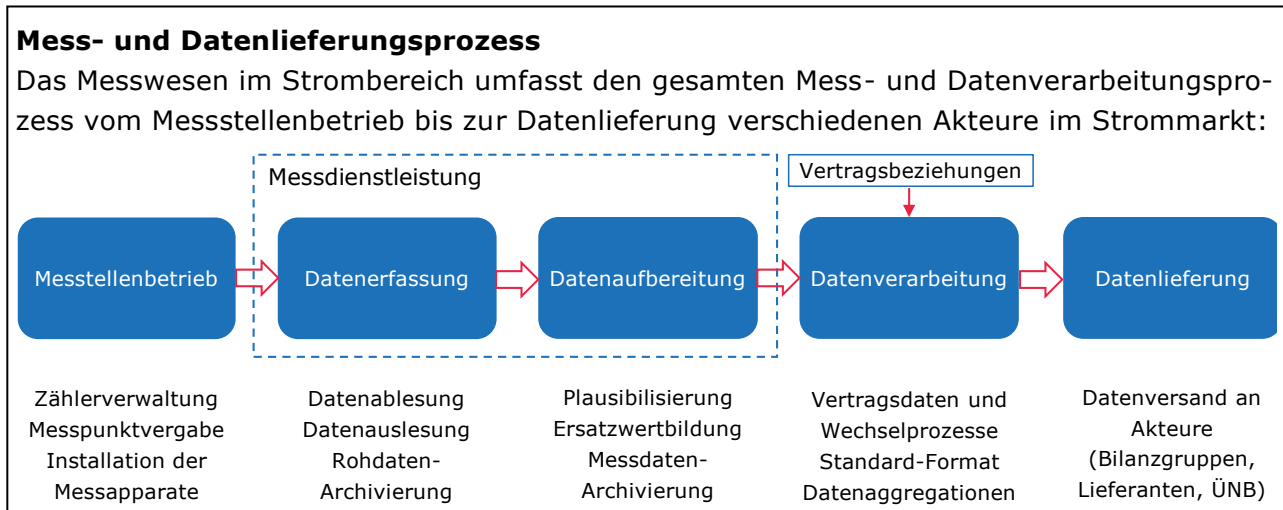 Mess- und Datenlieferungsprozess
Das Messwesen im Strombereich umfasst den gesamten Mess- und Datenverarbeitungspro-
zess vom Messstellenbetrieb bis zur Datenlieferung verschiedenen Akteure im Strommarkt:
Messdienstleistung
Vertragsbeziehungen
Messtellenbetrieb
Datenerfassung
Datenaufbereitung
Datenverarbeitung
Datenlieferung
Zählerverwaltung
Messpunktvergabe
Installation der
Messapparate
Datenablesung
Datenauslesung
Rohdaten-
Archivierung
Plausibilisierung
Ersatzwertbildung
Messdaten-
Archivierung
Vertragsdaten und
Wechselprozesse
Standard-Format
Datenaggregationen
Datenversand an
Akteure
(Bilanzgruppen,
Lieferanten, ÜNB)